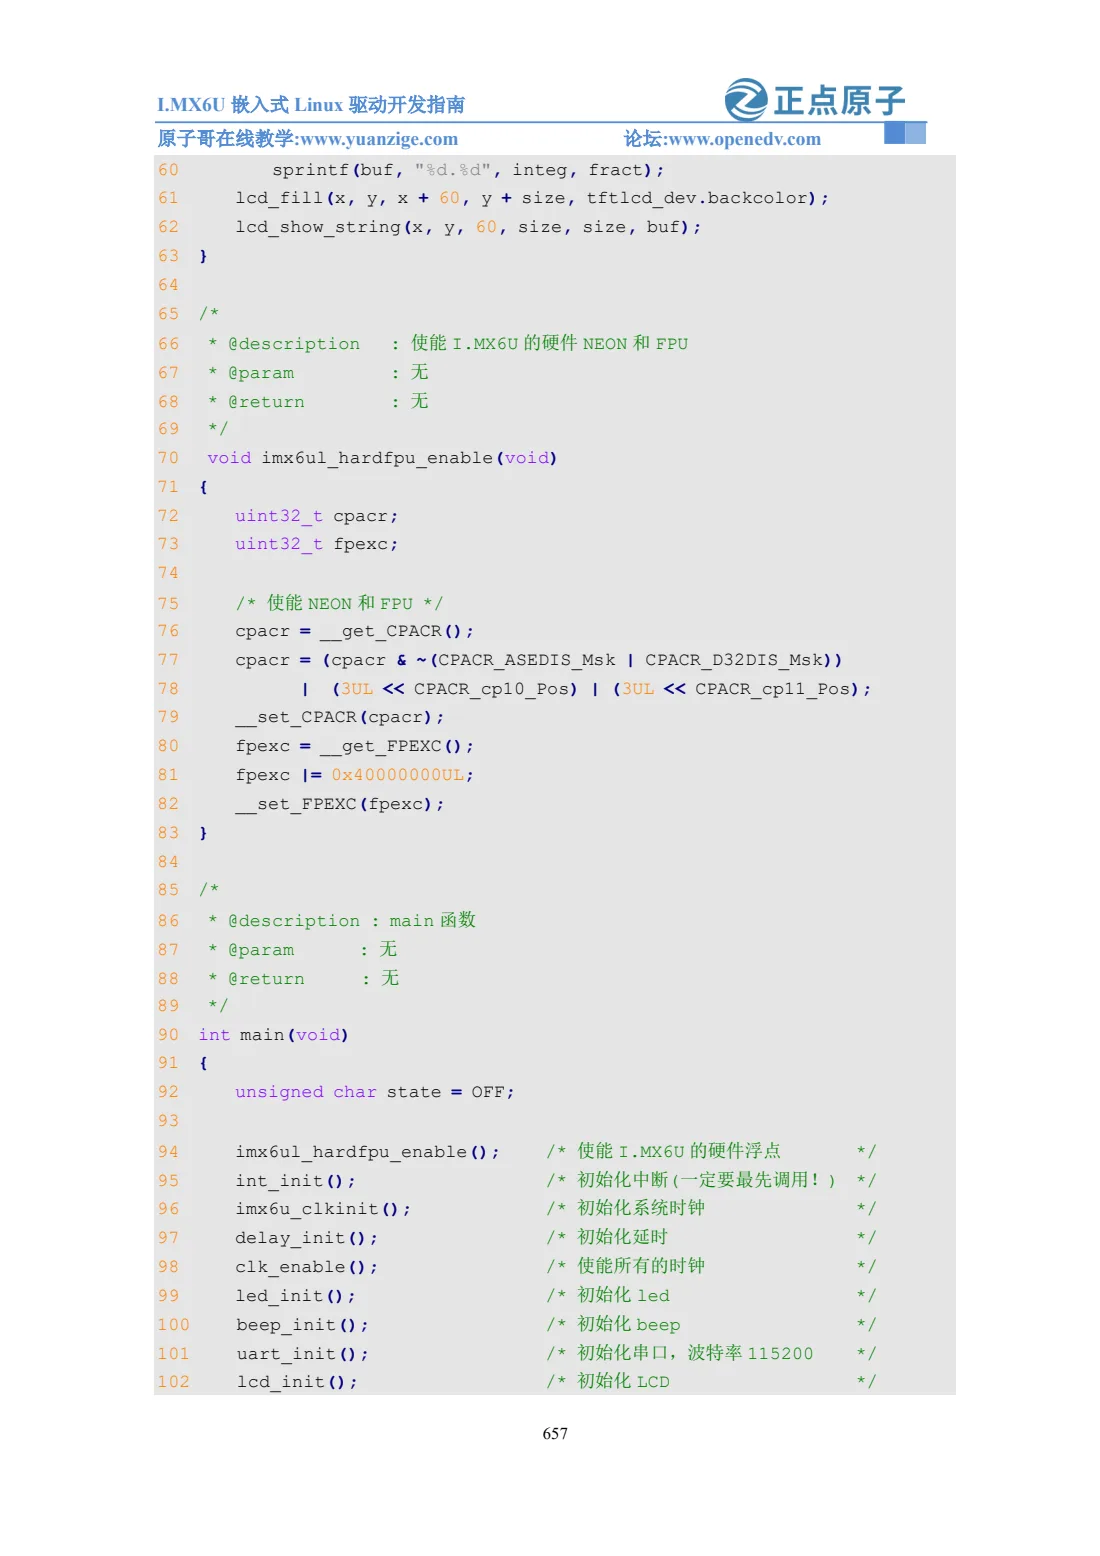 I.MX6U 嵌入式 Linux 驱动开发指南
正点原子
原子哥在线教学:www.yuanzige.com 论坛:www.openedv.com
60 sprintf(buf, "%d.%d", integ, fract);
61 lcd_fill(x, y, x + 60, y + size, tftlcd_dev.backcolor);
62 lcd_show_string(x, y, 60, size, size, buf);
63 }
64
65 /*
66 * @description : 使能 I.MX6U 的硬件 NEON 和 FPU
67 * @param : 无
68 * @return : 无
69 */
70 void imx6ul_hardfpu_enable(void)
71 {
72 uint32_t cpacr;
73 uint32_t fpexc;
74
75 /* 使能 NEON 和 FPU */
76 cpacr = __get_CPACR();
77 cpacr = (cpacr & ~(CPACR_ASEDIS_Msk | CPACR_D32DIS_Msk))
78 | (3UL << CPACR_cp10_Pos) | (3UL << CPACR_cp11_Pos);
79 __set_CPACR(cpacr);
80 fpexc = __get_FPEXC();
81 fpexc |= 0x40000000UL;
82 __set_FPEXC(fpexc);
83 }
84
85 /*
86 * @description : main 函数
87 * @param : 无
88 * @return : 无
89 */
90 int main(void)
91 {
92 unsigned char state = OFF;
93
94 imx6ul_hardfpu_enable(); /* 使能 I.MX6U 的硬件浮点 */
95 int_init(); /* 初始化中断(一定要最先调用！) */
96 imx6u_clkinit(); /* 初始化系统时钟 */
97 delay_init(); /* 初始化延时 */
98 clk_enable(); /* 使能所有的时钟 */
99 led_init(); /* 初始化 led */
100 beep_init(); /* 初始化 beep */
101 uart_init(); /* 初始化串口，波特率 115200 */
102 lcd_init(); /* 初始化 LCD */
657